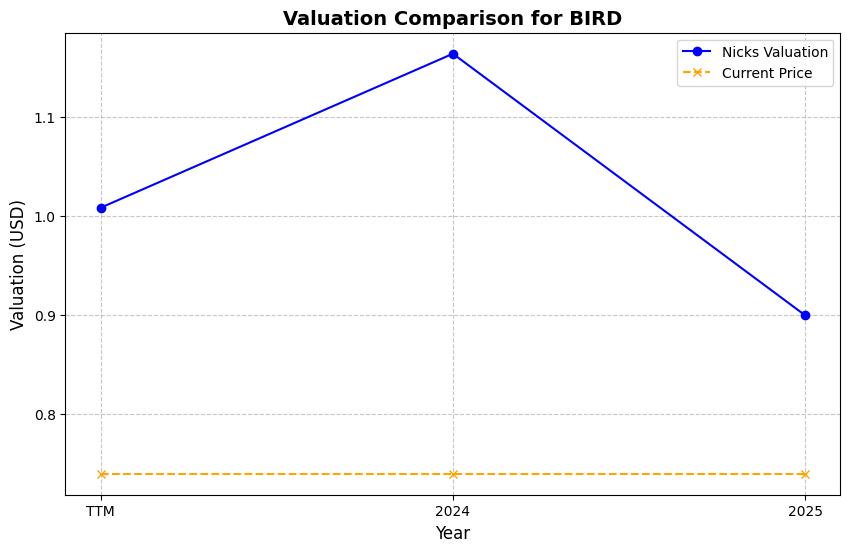 Valuation Comparison for BIRD
Nicks Valuation
Current Price
Valuation (USD)
1.1
1.0
0.9
0.8
TTM
2024
2025
Year